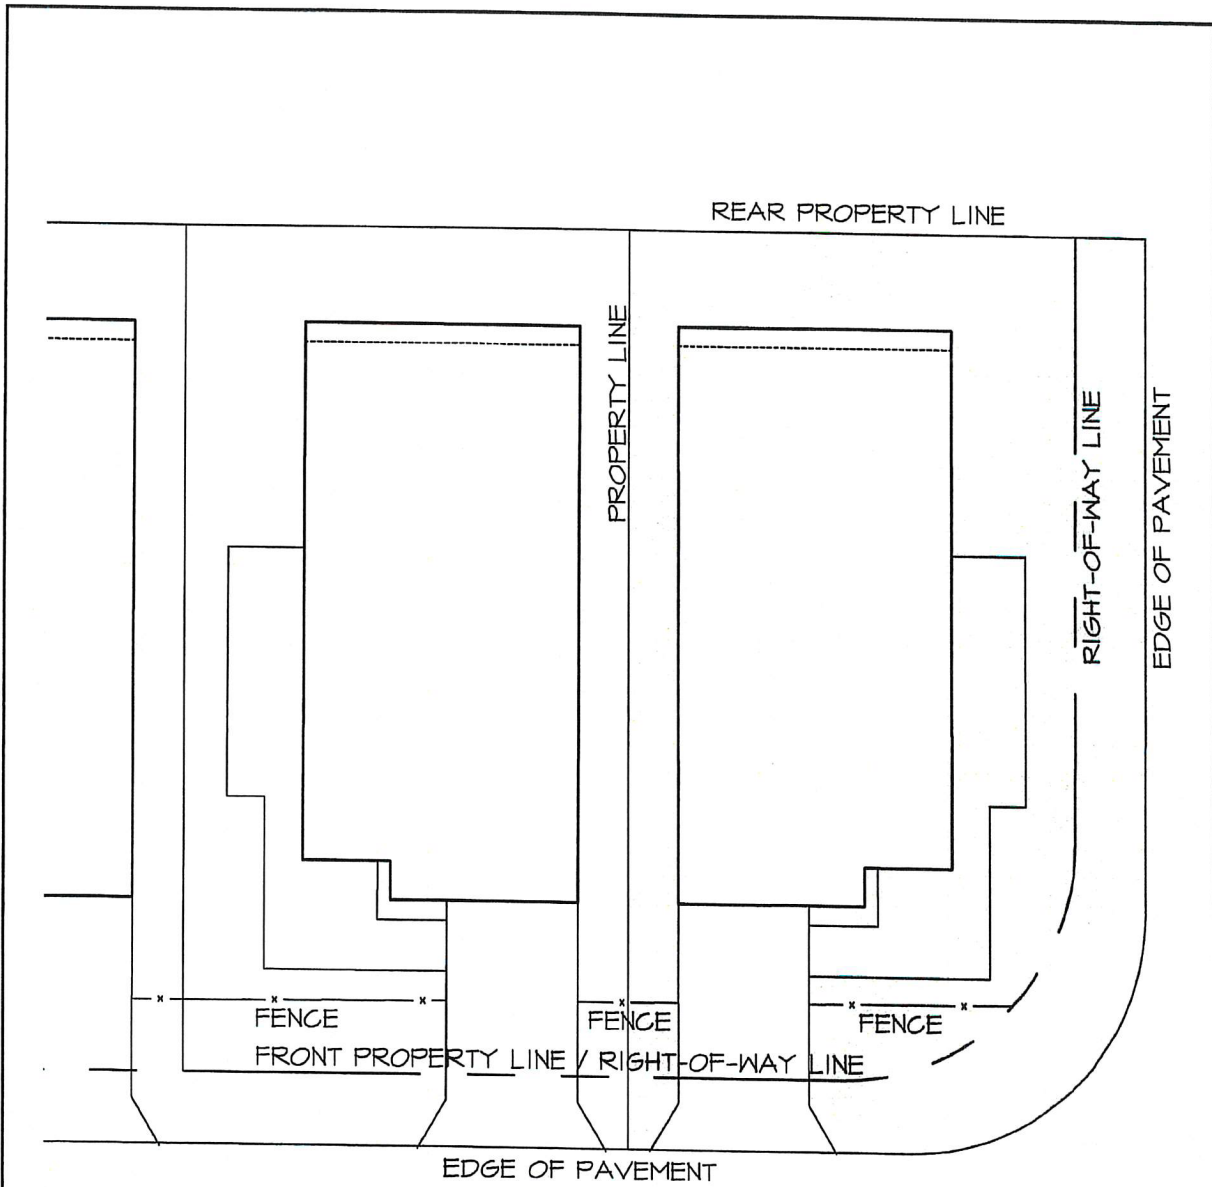 REAR PROPERTY LINE
PROPERTY LINE
RIGHT-OF-WAY LINE
EDGE OF PAVEMENT
FENCE
FENCE
FENCE
FRONT PROPERTY LINE / RIGHT-OF-WAY LINE
EDGE OF PAVEMENT